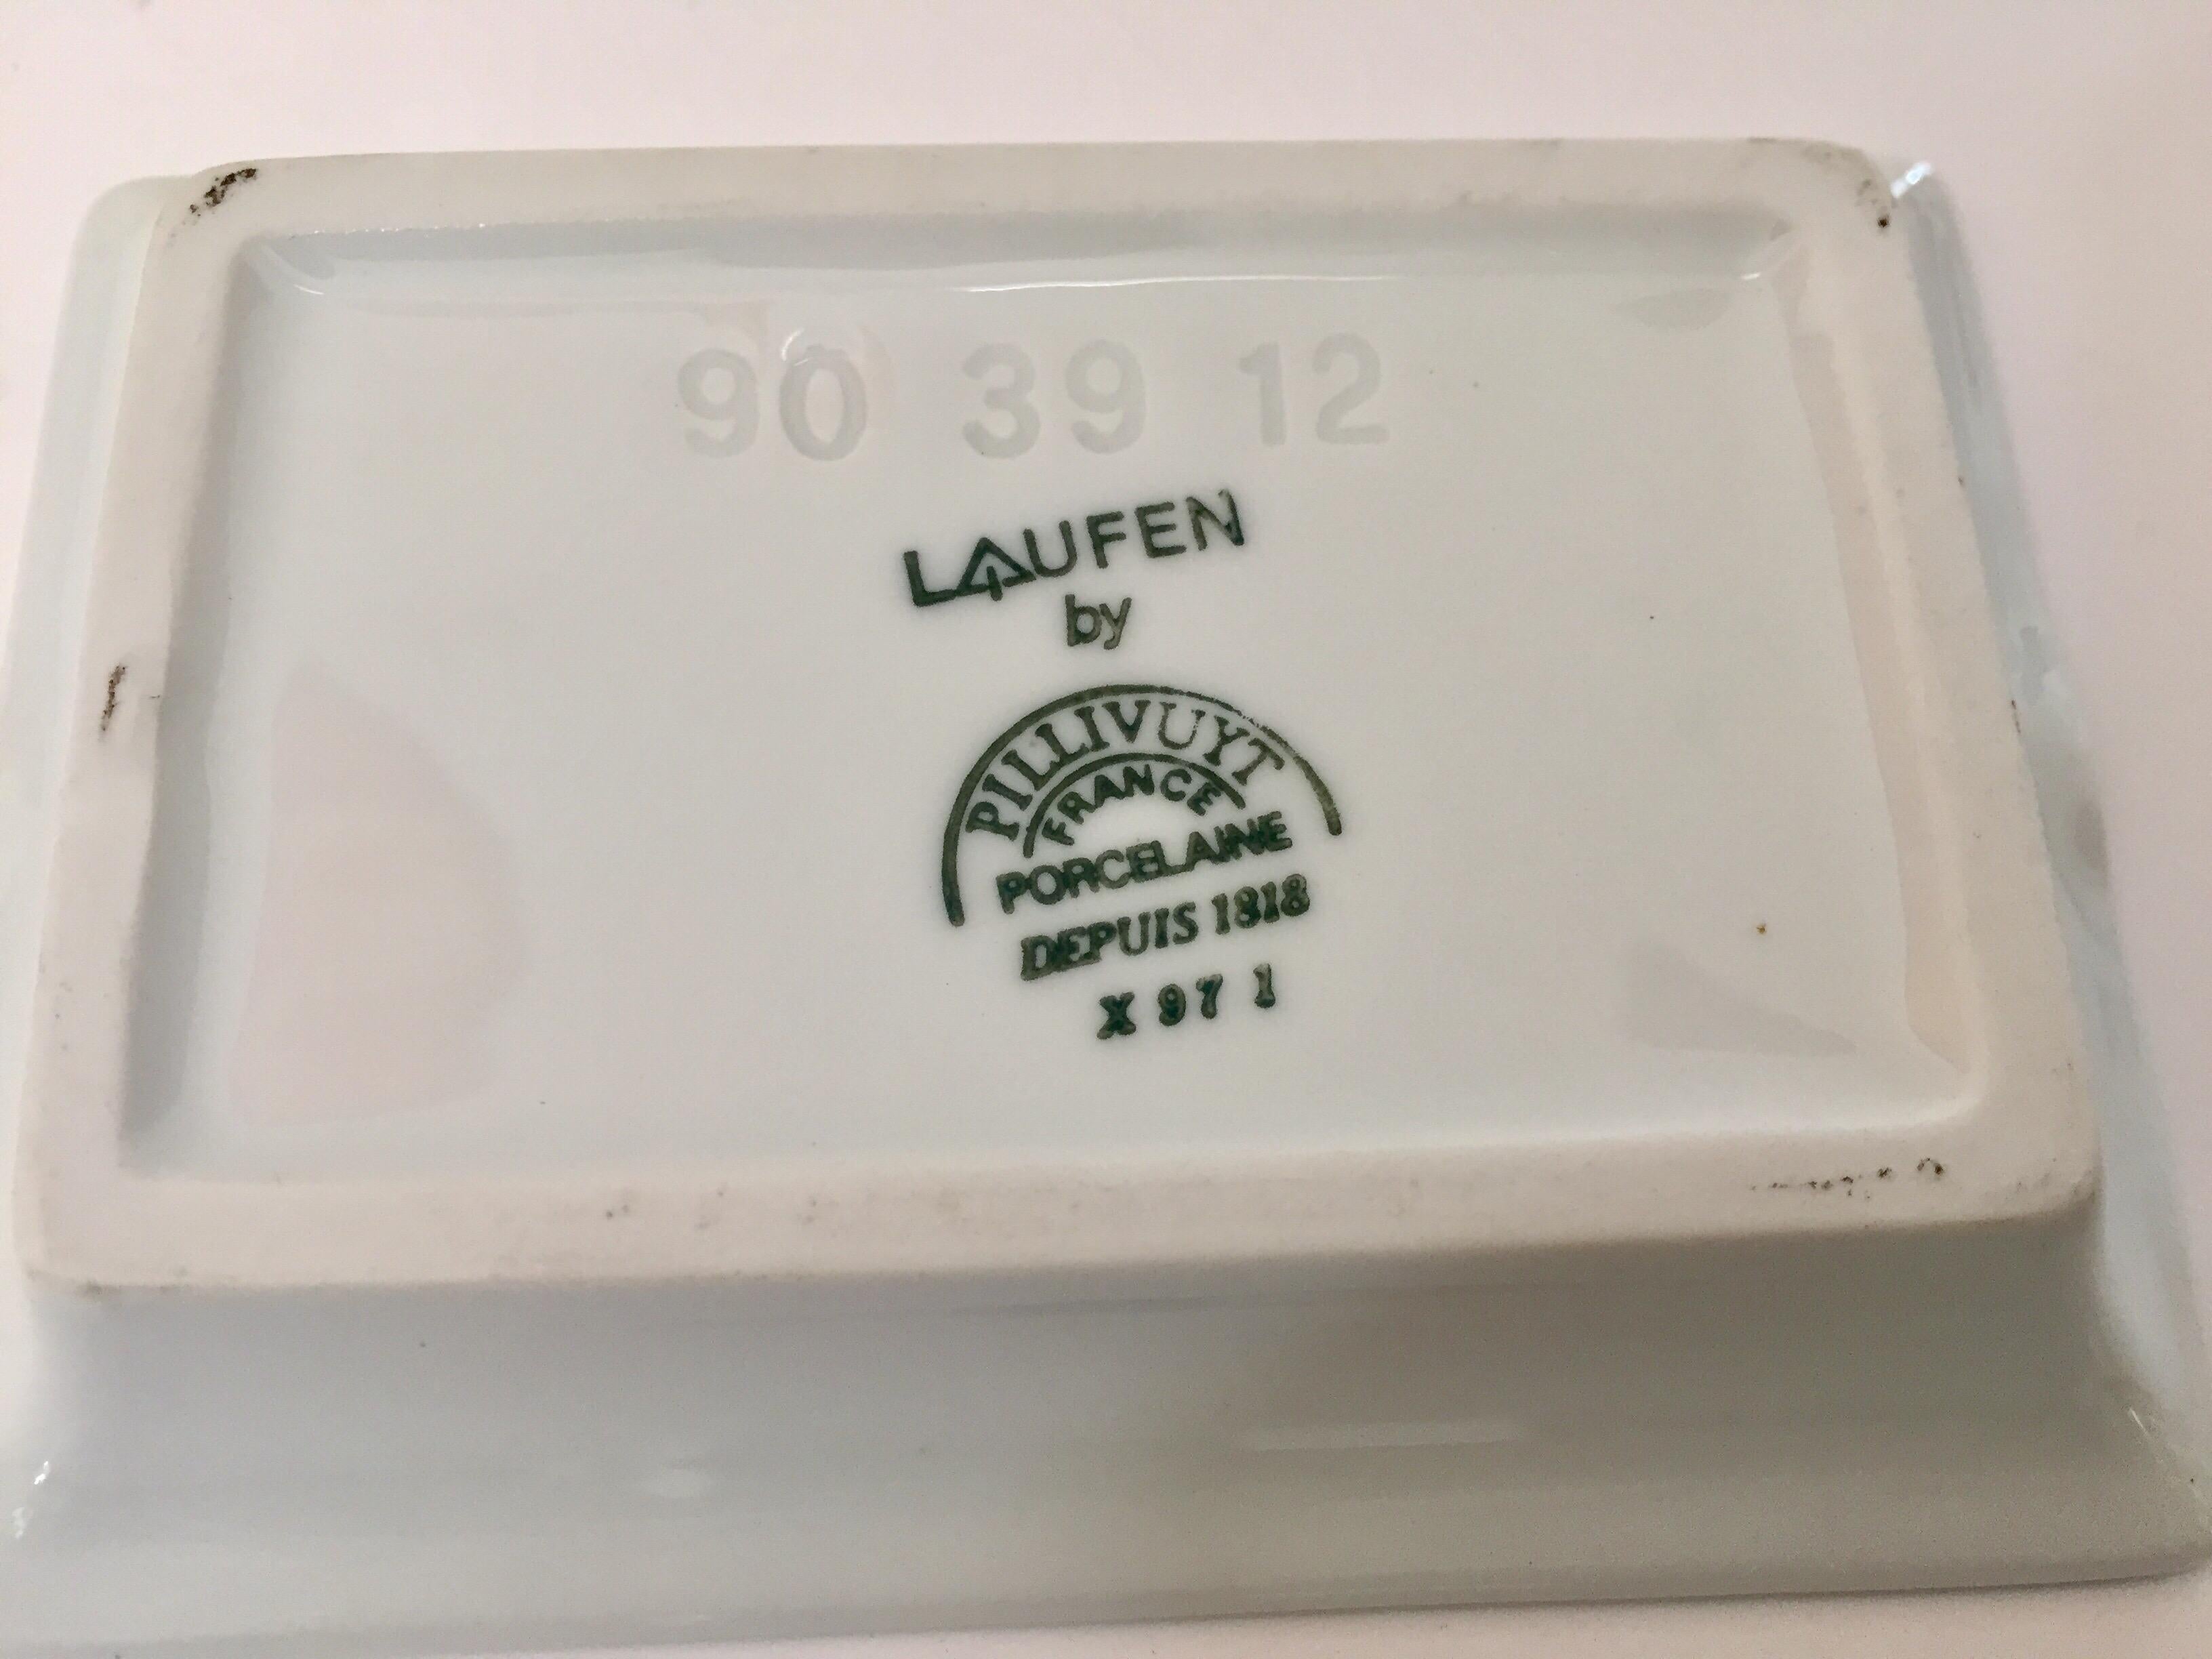 90 39 12
LAUFEN
by
PILLIVUYT
FRANCE
PORCELAINE
DEPUIS 1818
X 97 1